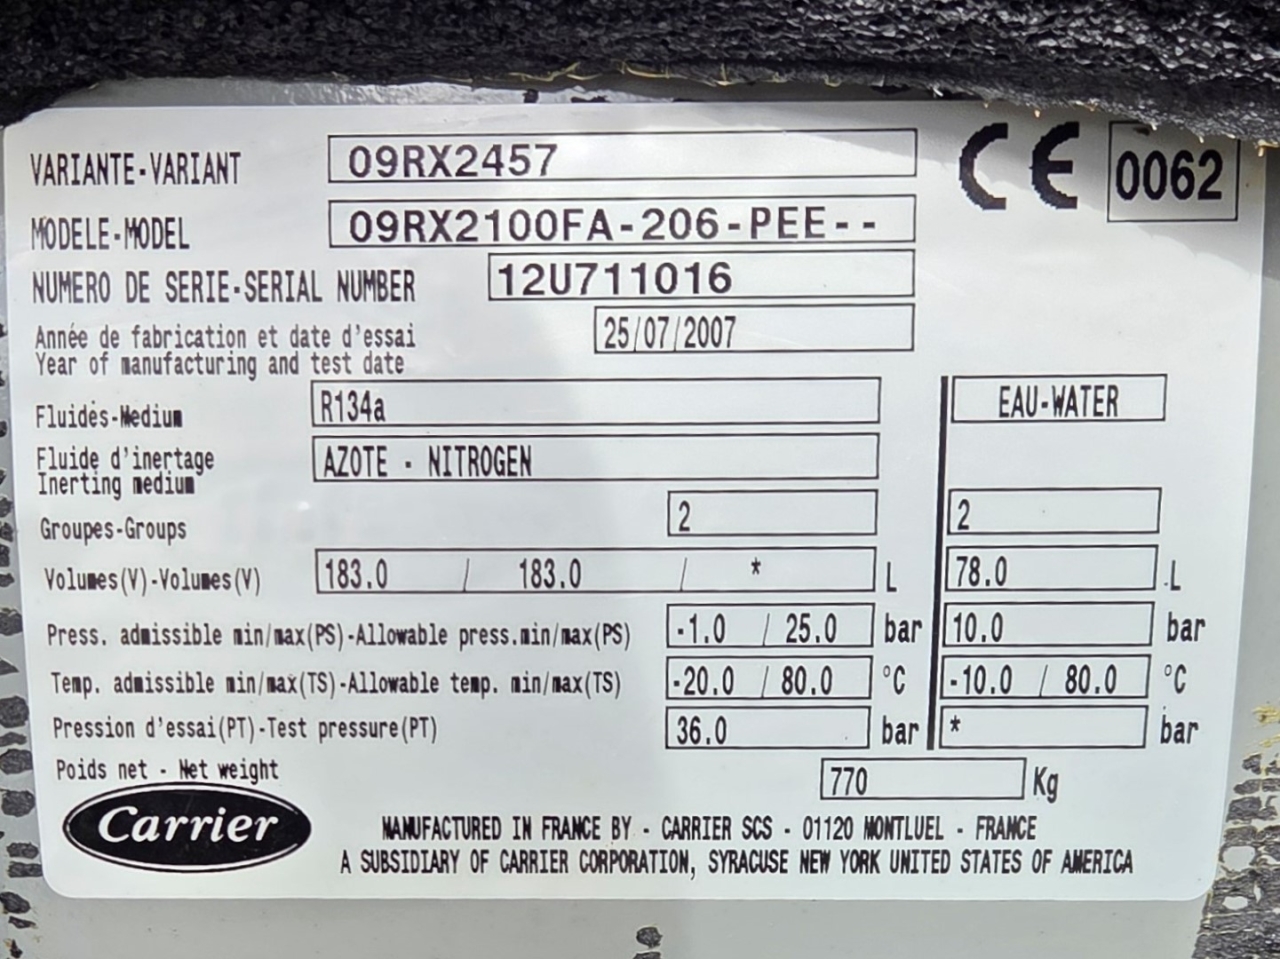 VARIANTE-VARIANT 09RX2457 CE 0062
MODELE-MODEL 09RX2100FA-206-PEE--
NUMERO DE SERIE-SERIAL NUMBER 12U711016
Année de fabrication et date d'essai 25/07/2007
Year of manufacturing and test date
Fluides-Medium R134a EAU-WATER
Fluide d'inertage AZOTE - NITROGEN
Inerting medium
Groupes-Groups 2 2
Volumes(V)-Volumes(V) 183.0 / 183.0 / * L 78.0 L
Press. admissible min/max(PS)-Allowable press.min/max(PS) -1.0 / 25.0 bar 10.0 bar
Temp. admissible min/max(TS)-Allowable temp. min/max(TS) -20.0 / 80.0 °C -10.0 / 80.0 °C
Pression d'essai(PT)-Test pressure(PT) 36.0 bar * bar
Poids net - Net weight 770 Kg
Carrier
MANUFACTURED IN FRANCE BY - CARRIER SCS - 01120 MONTLUEL - FRANCE
A SUBSIDIARY OF CARRIER CORPORATION, SYRACUSE NEW YORK UNITED STATES OF AMERICA